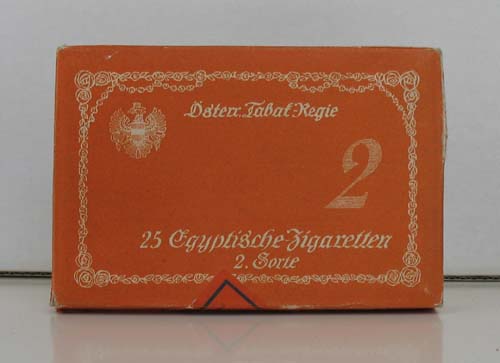 Österr. Tabak-Regie
2
25 Egyptische Zigaretten
2. Sorte